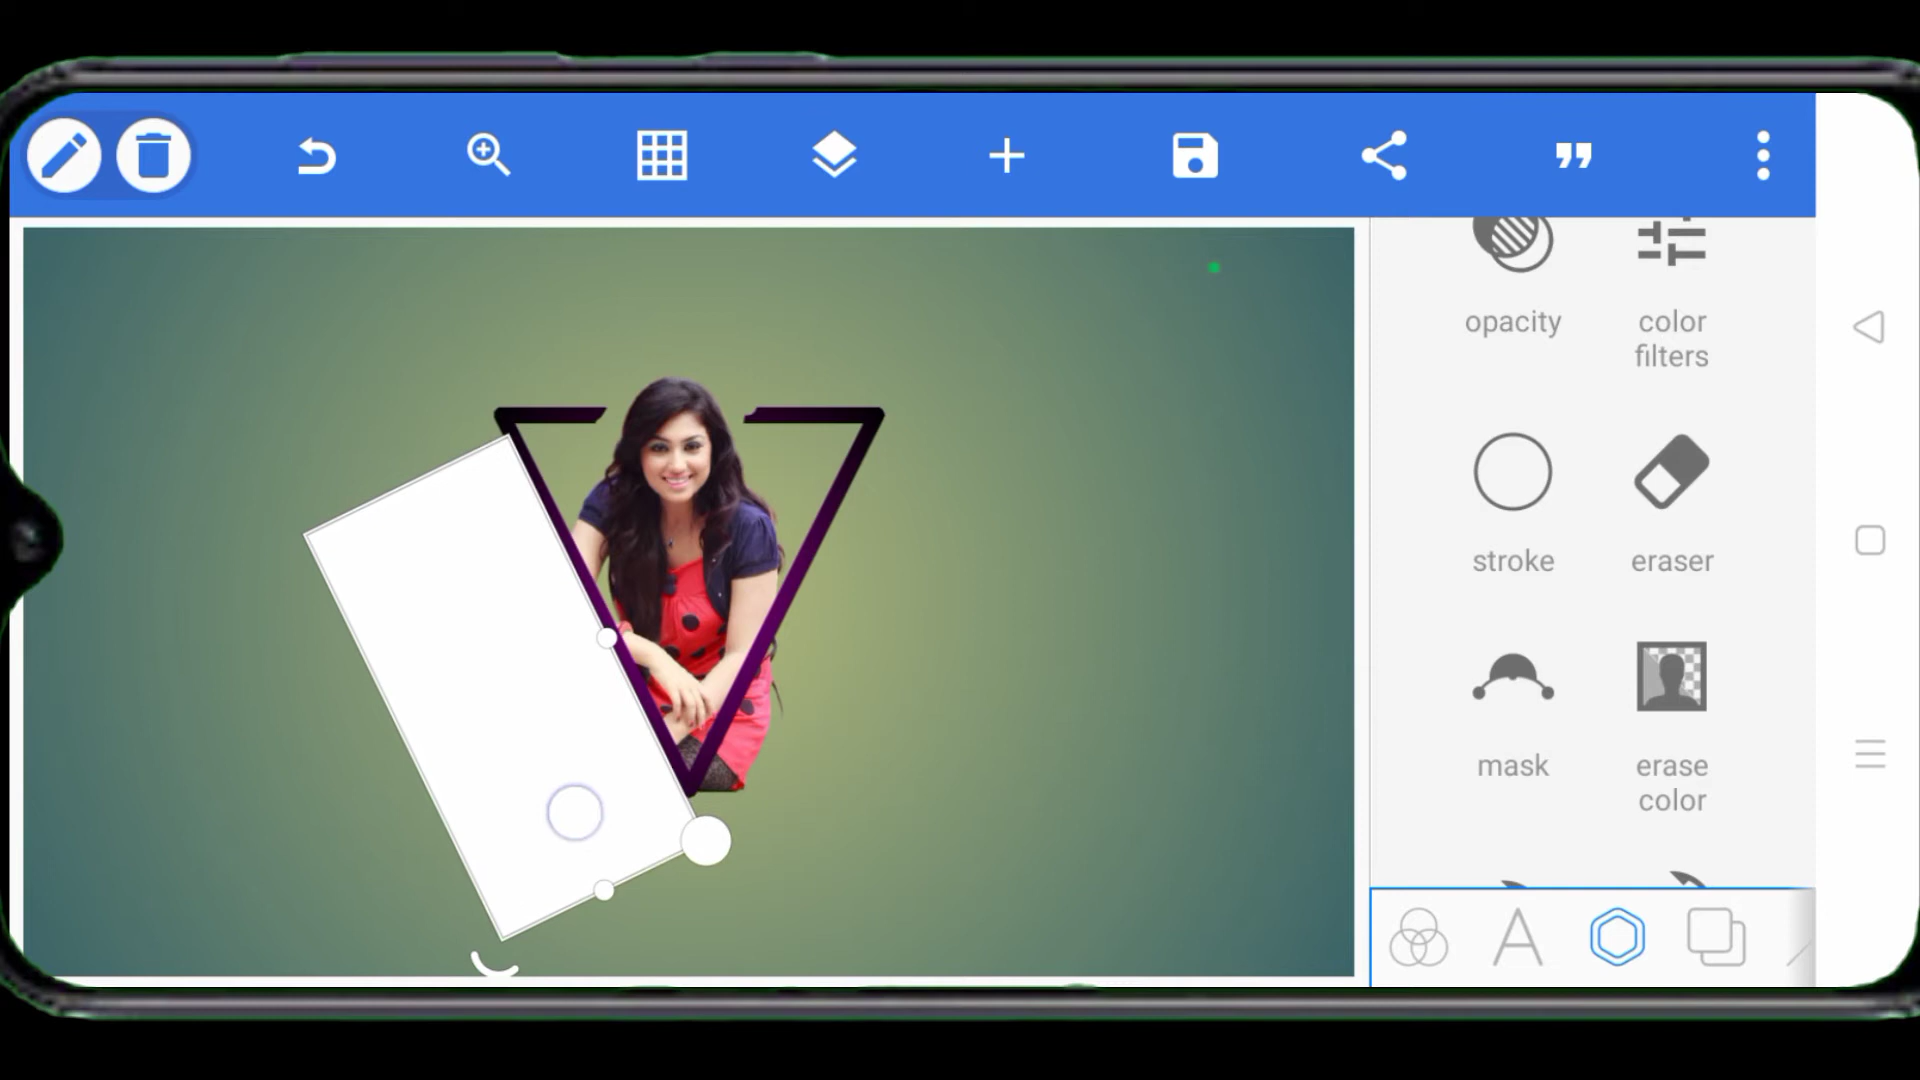 opacity
color
filters
stroke
eraser
mask
erase
color